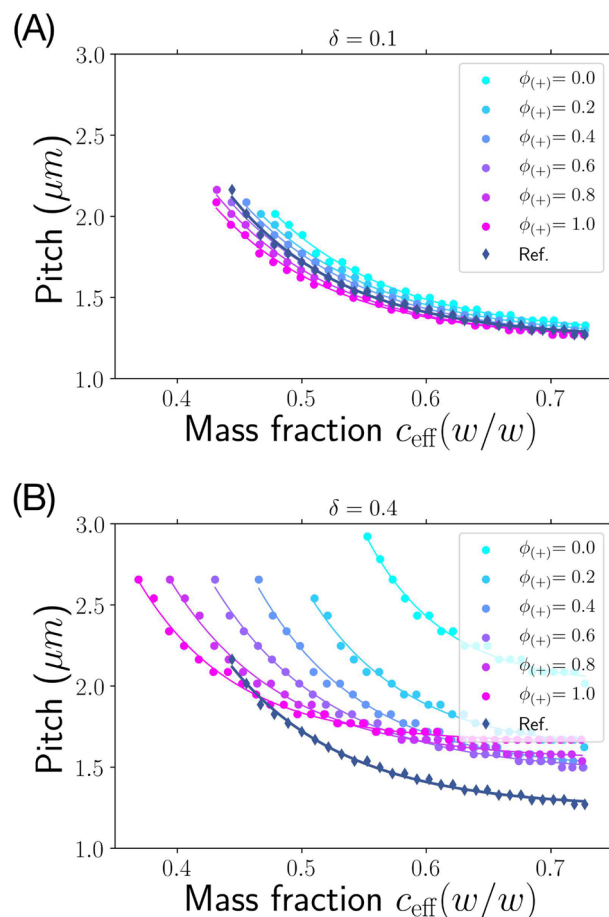 (A)
δ = 0.1
3.0
2.5
2.0
1.5
1.0
Pitch (μm)
ϕ(+)= 0.0
ϕ(+)= 0.2
ϕ(+)= 0.4
ϕ(+)= 0.6
ϕ(+)= 0.8
ϕ(+)= 1.0
Ref.
0.4 0.5 0.6 0.7
Mass fraction ceff(w/w)
(B)
δ = 0.4
3.0
2.5
2.0
1.5
1.0
Pitch (μm)
ϕ(+)= 0.0
ϕ(+)= 0.2
ϕ(+)= 0.4
ϕ(+)= 0.6
ϕ(+)= 0.8
ϕ(+)= 1.0
Ref.
0.4 0.5 0.6 0.7
Mass fraction ceff(w/w)